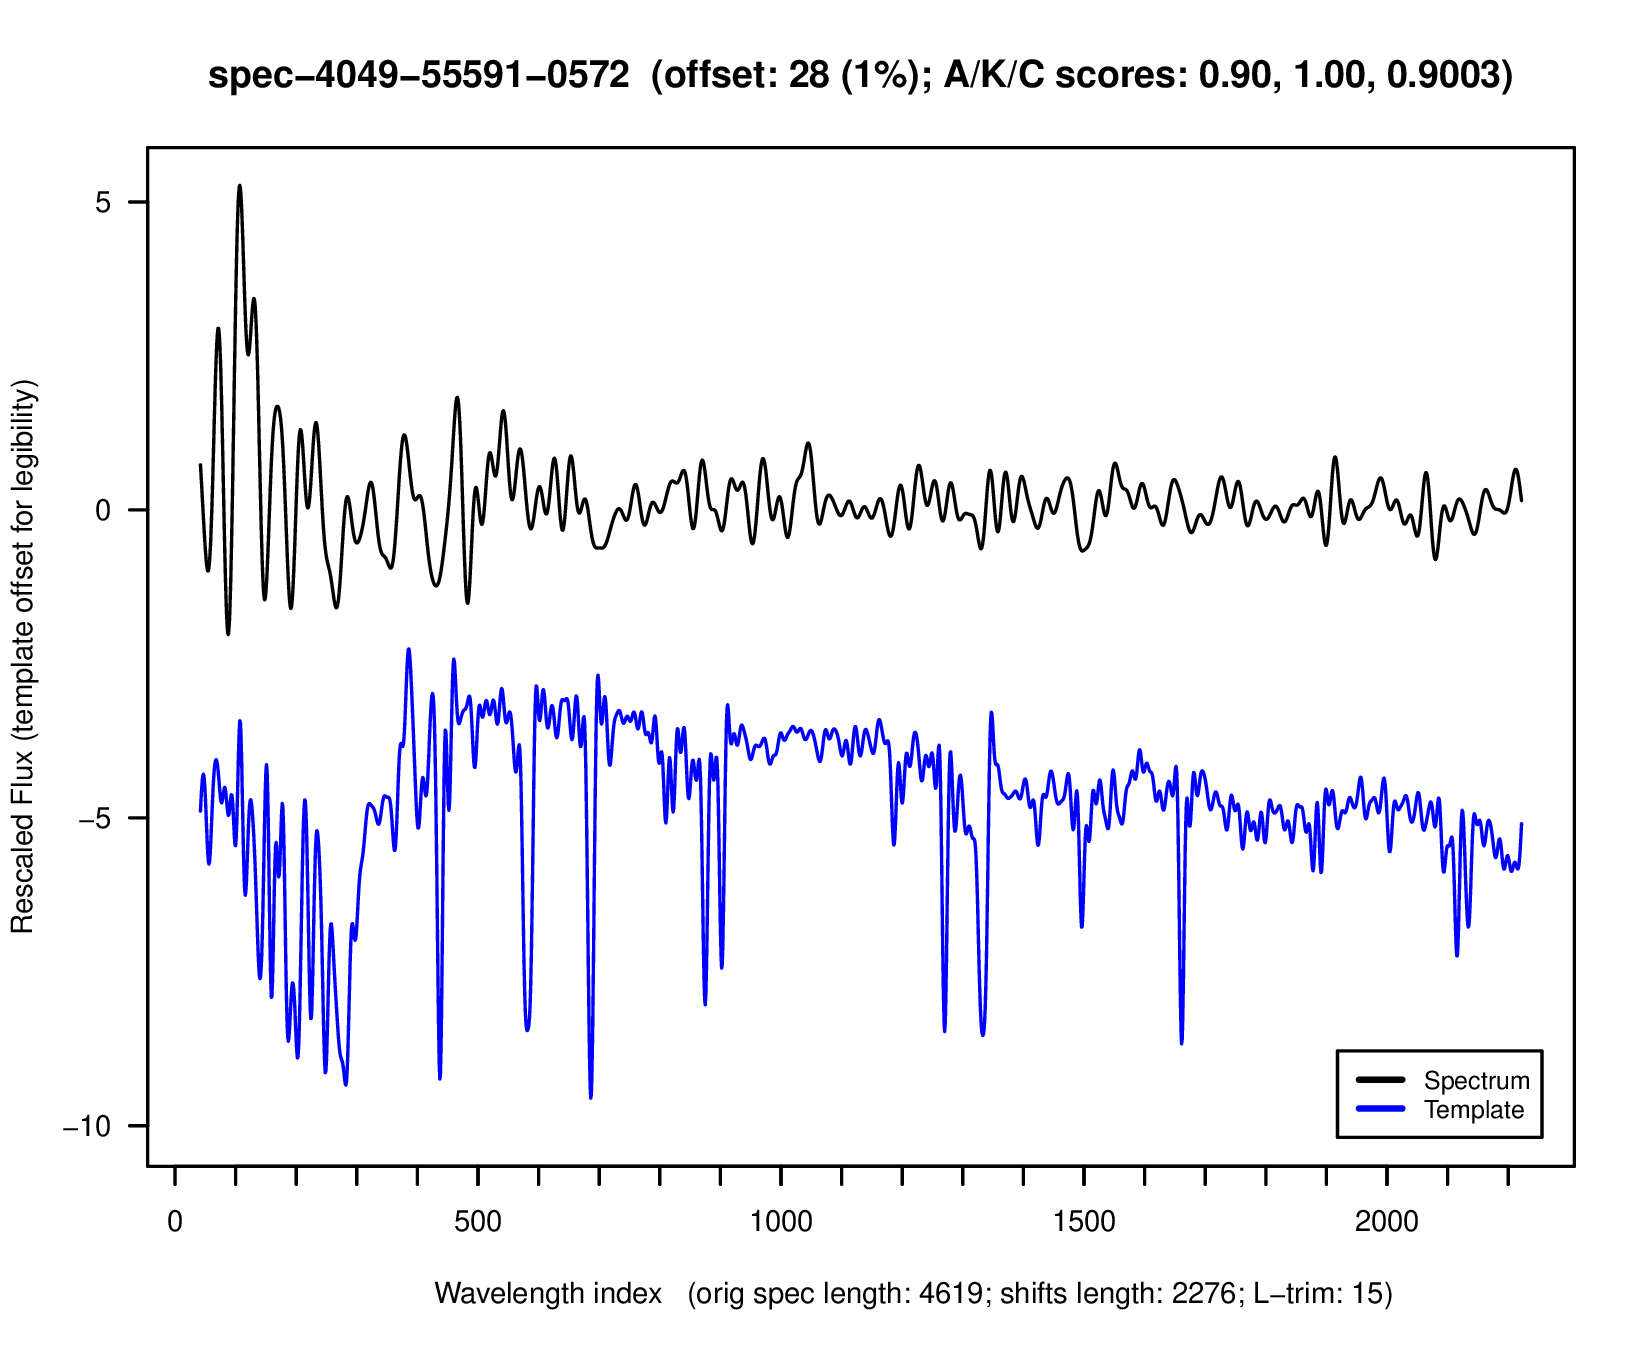 spec−4049−55591−0572 (offset: 28 (1%); A/K/C scores: 0.90, 1.00, 0.9003)
Rescaled Flux (template offset for legibility)
5
0
−5
−10
Spectrum
Template
0 500 1000 1500 2000
Wavelength index (orig spec length: 4619; shifts length: 2276; L−trim: 15)